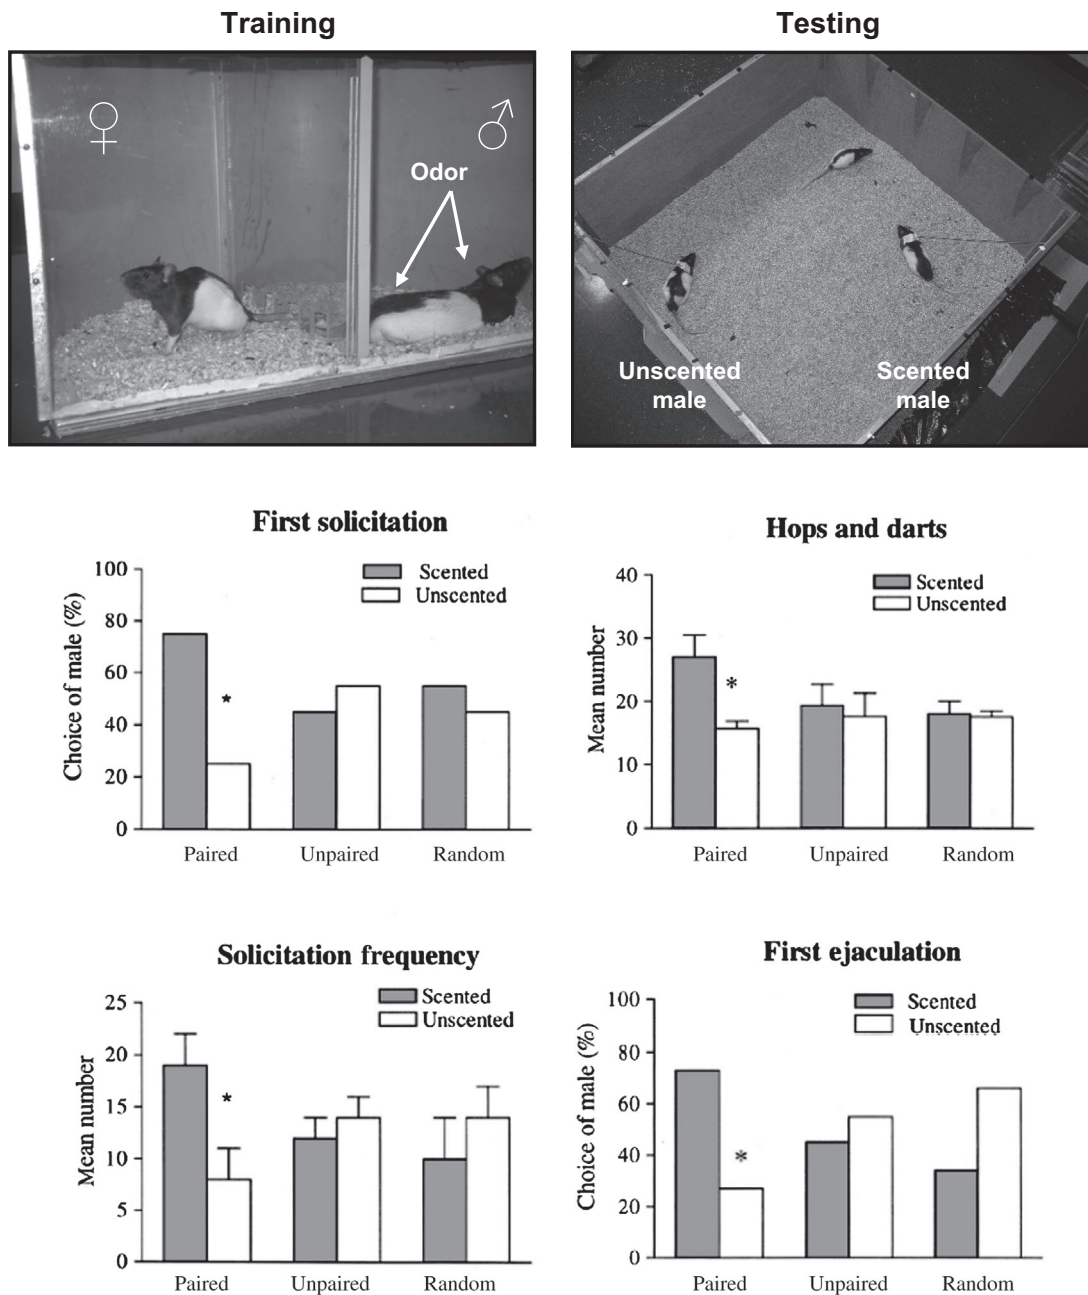 Training
Testing
♀
♂
Odor
Unscented
male
Scented
male
First solicitation
Choice of male (%)
100
80
60
40
20
0
Scented
Unscented
*
Paired
Unpaired
Random
Hops and darts
Mean number
40
30
20
10
0
Scented
Unscented
*
Paired
Unpaired
Random
Solicitation frequency
Mean number
25
20
15
10
5
0
Scented
Unscented
*
Paired
Unpaired
Random
First ejaculation
Choice of male (%)
100
80
60
40
20
0
Scented
Unscented
*
Paired
Unpaired
Random